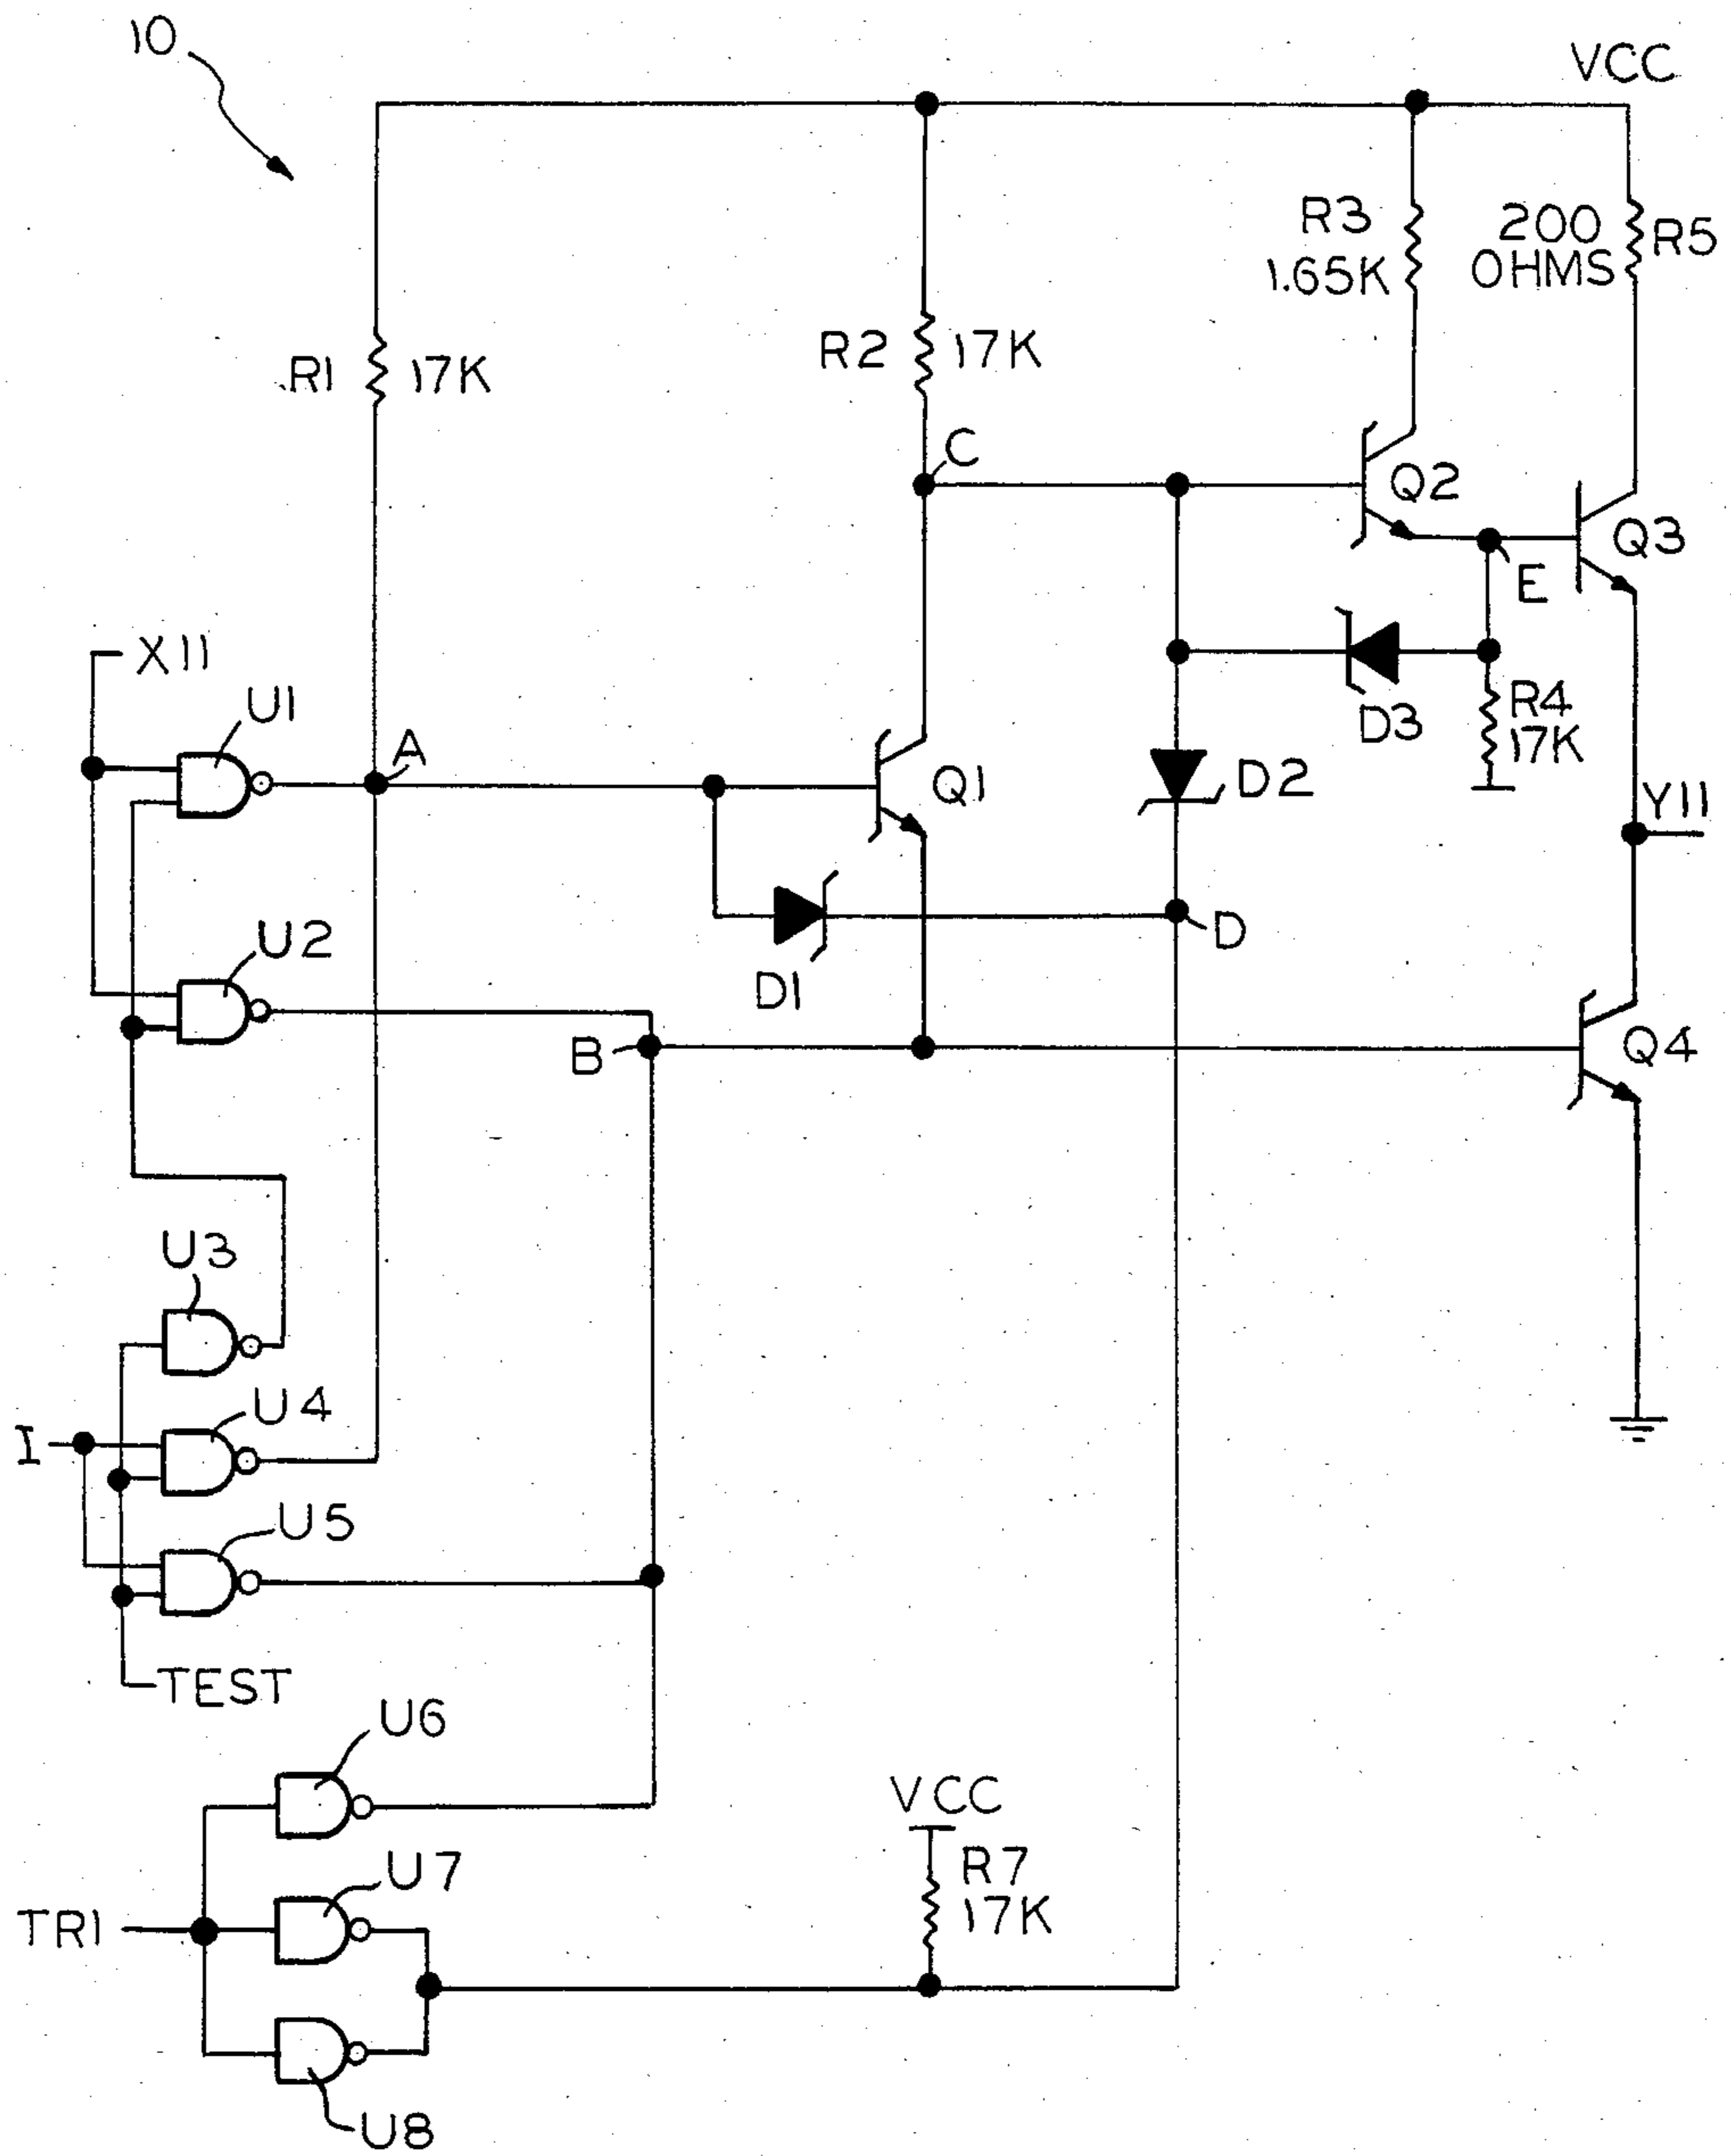 10
VCC
R3
1.65K
200
OHMS
R5
R1
17K
R2
17K
C
Q2
Q3
E
X11
U1
A
Q1
D2
D3
R4
17K
Y11
U2
D1
D
B
Q4
U3
U4
I
U5
TEST
U6
VCC
R7
17K
U7
TRI
U8